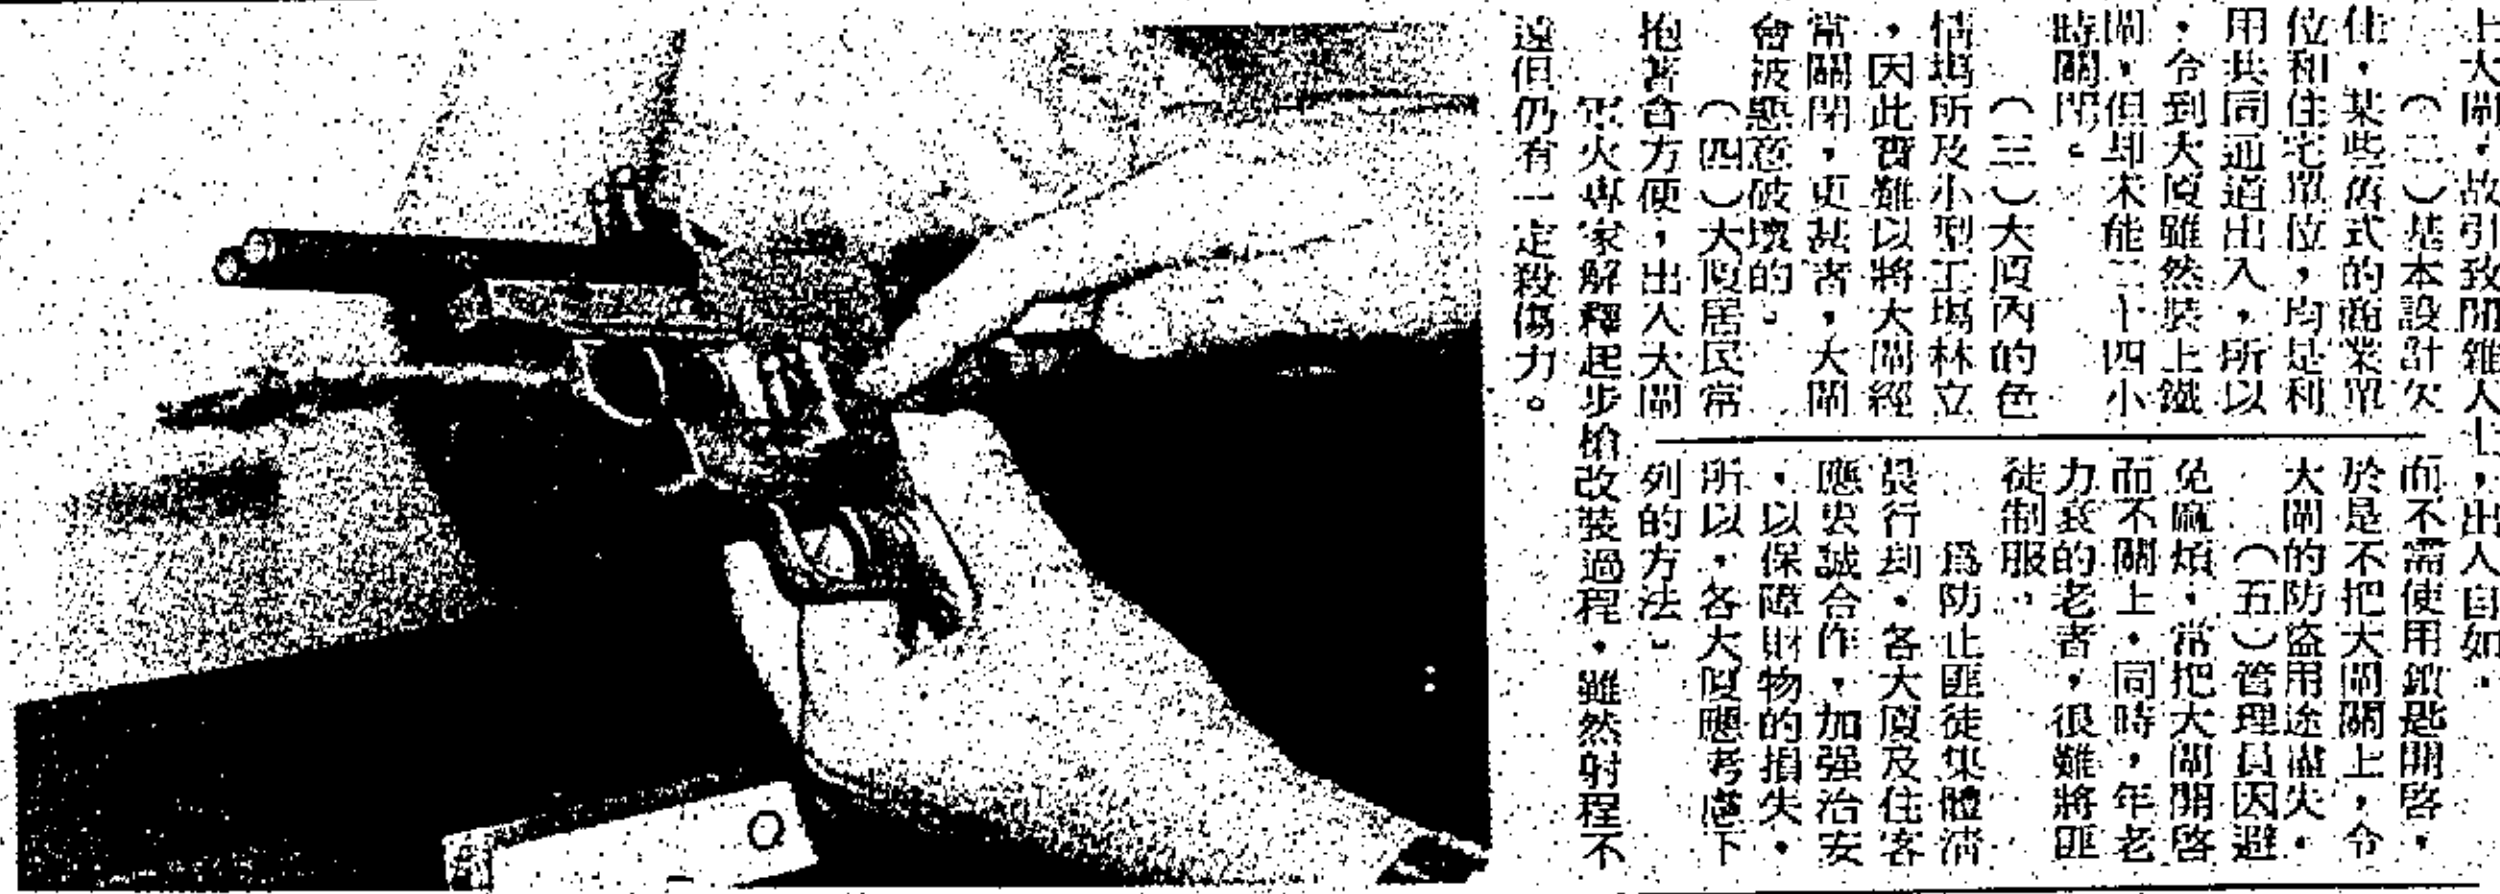 上大閘,故引致閒雜人士,出入自如。
(二)基本設計欠
佳,某些舊式的商業單
位和住宅單位,均是利
用共同通道出入,所以
,令到大廈雖然裝上鐵
閘,但却未能二十四小
時關閉。
(三)大廈內的色
情塲所及小型工塲林立
,因此實難以將大閘經
常關閉,更甚者,大閘
會被惡意破壞的。
(四)大廈居民常
抱著貪方便,出入大閘
而不需使用鎖匙開啓,
於是不把大閘關上,令
大閘的防盜用途盡失。
(五)管理員因避
免麻煩,常把大閘開啓
而不關上。同時,年老
力衰的老者,很難將匪
徒制服。
爲防止匪徒集體淸
晨行刦,各大廈及住客
應衷誠合作,加强治安
,以保障財物的損失。
所以,各大廈應考慮下
列的方法。
軍火專家解釋起步槍改裝過程,雖然射程不
遠但仍有一定殺傷力。